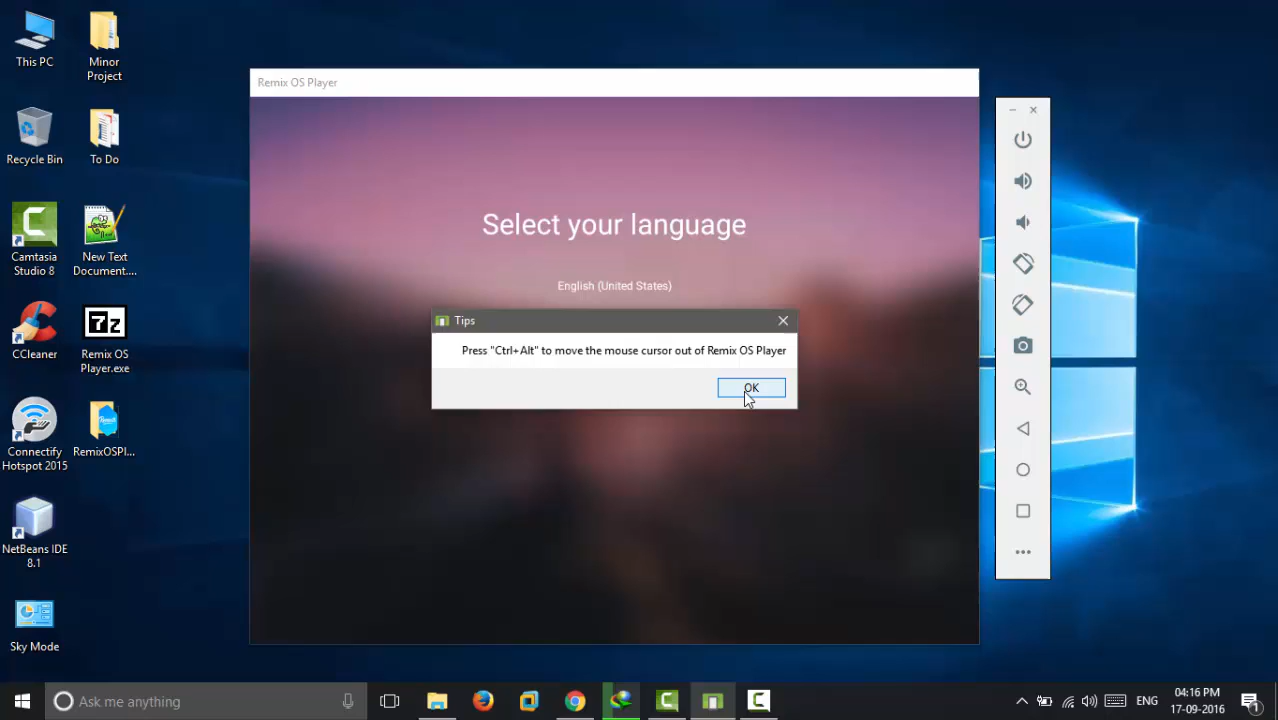 This PC
Minor
Project
Recycle Bin
To Do
Camtasia
Studio 8
New Text
Document....
CCleaner
7z
Remix OS
Player.exe
Connectify
Hotspot 2015
RemixOSPl...
NetBeans IDE
8.1
Sky Mode
Remix OS Player
Select your language
English (United States)
Tips
Press "Ctrl+Alt" to move the mouse cursor out of Remix OS Player
OK
Ask me anything
ENG
04:16 PM
17-09-2016
1